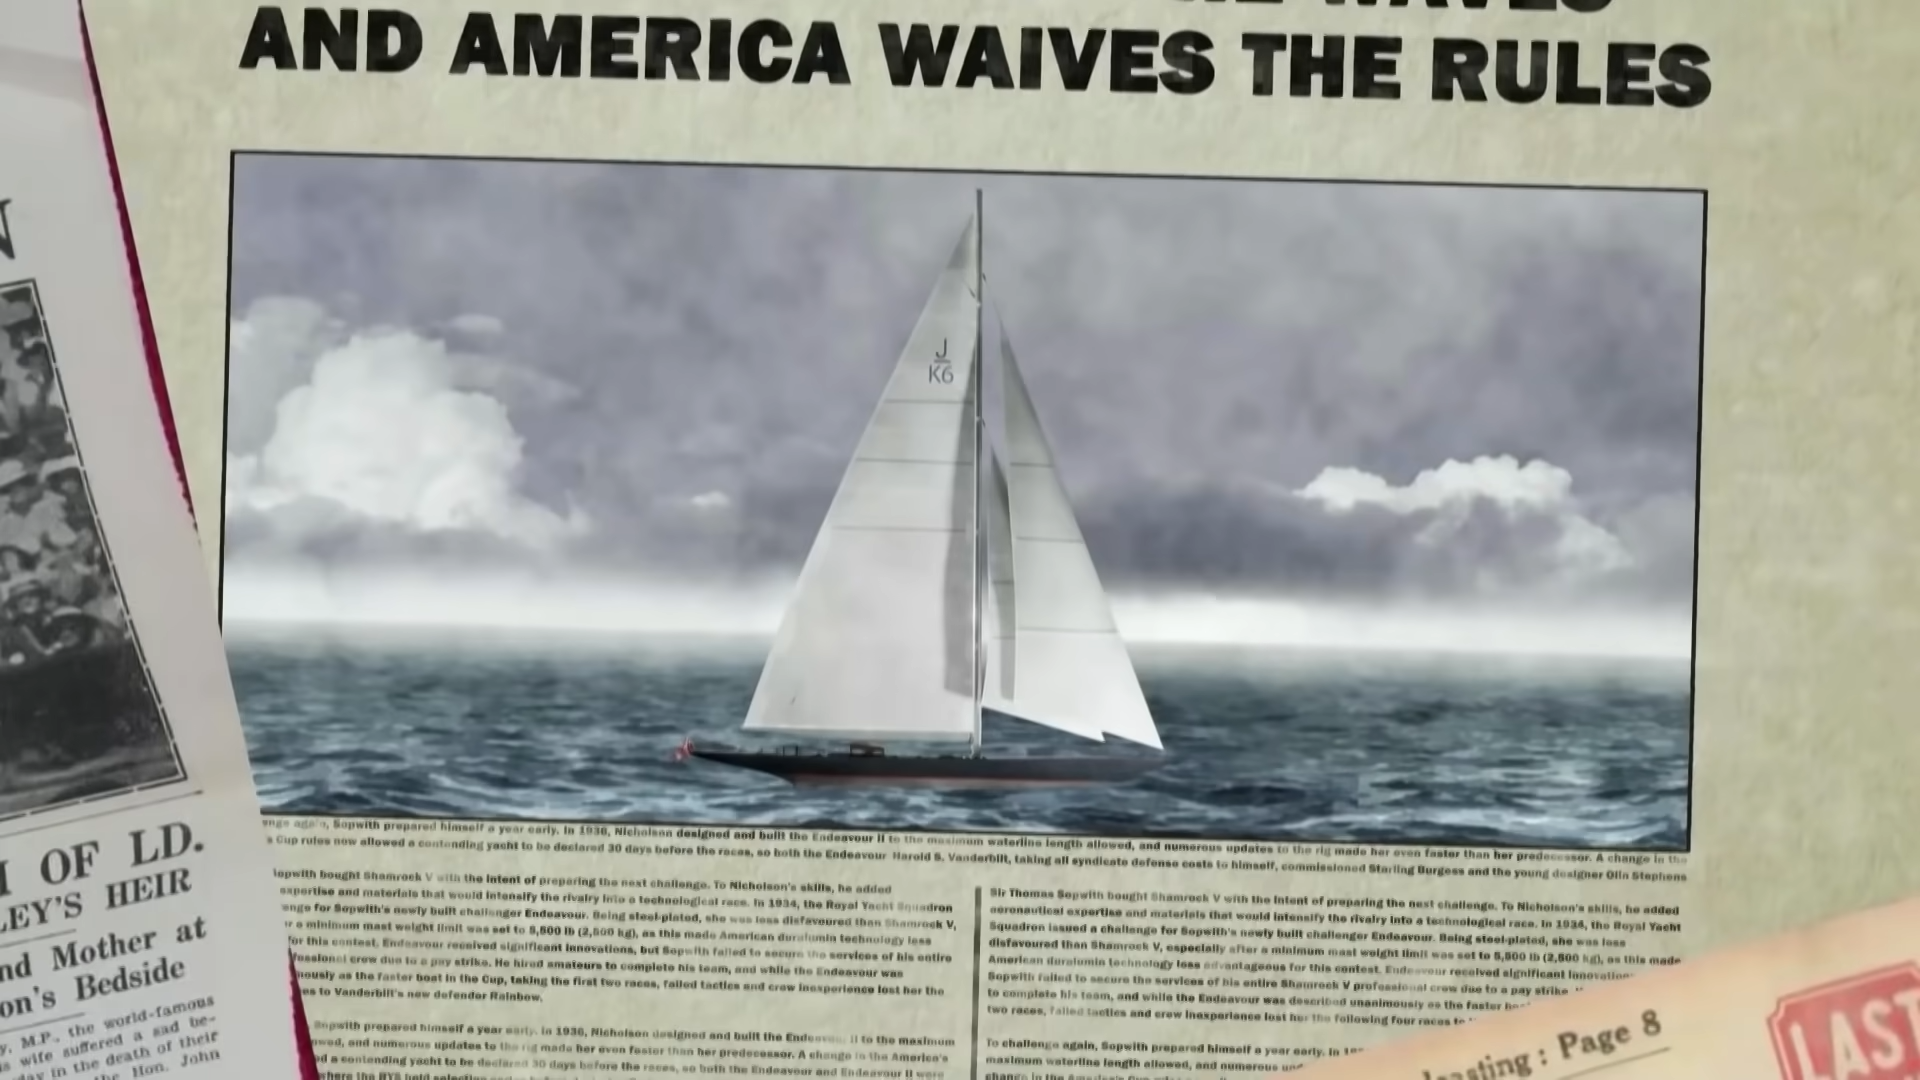 WAVES
AND AMERICA WAIVES THE RULES
J
K6
again, Sopwith prepared himself a year early. In 1936, Nicholson designed and built the Endeavour II to the maximum waterline length allowed, and numerous updates to the rig made her even faster than her predecessor. A change in the
Cup rules now allowed a contending yacht to be declared 30 days before the races, so both the Endeavour Harold S. Vanderbilt, taking all syndicate defense costs to himself, commissioned Starling Burgess and the young designer Olin Stephens
Sopwith bought Shamrock V with the intent of preparing the next challenge. To Nicholson's skills, he added
expertise and materials that would intensify the rivalry into a technological race. In 1934, the Royal Yacht Squadron
for Sopwith's newly built challenger Endeavour. Being steel-plated, she was less disfavoured than Shamrock V,
a minimum mast weight limit was set to 5,500 lb (2,500 kg), as this made American duralumin technology less
for this contest. Endeavour received significant innovations, but Sopwith failed to secure the services of his entire
crew due to a pay strike. He hired amateurs to complete his team, and while the Endeavour was
as the faster boat in the Cup, taking the first two races, failed tactics and crew inexperience lost her the
to Vanderbilt's new defender Rainbow.
Sopwith prepared himself a year early. In 1936, Nicholson designed and built the Endeavour II to the maximum
and numerous updates to the rig made her even faster than her predecessor. A change in the America's
a contending yacht to be declared 30 days before the races, so both the Endeavour and Endeavour II were
where the RYS held selection
Sir Thomas Sopwith bought Shamrock V with the intent of preparing the next challenge. To Nicholson's skills, he added
aeronautical expertise and materials that would intensify the rivalry into a technological race. In 1934, the Royal Yacht
Squadron issued a challenge for Sopwith's newly built challenger Endeavour. Being steel-plated, she was less
disfavoured than Shamrock V, especially after a minimum mast weight limit was set to 5,500 lb (2,500 kg), as this made
American duralumin technology less advantageous for this contest. Endeavour received significant innovations
Sopwith failed to secure the services of his entire Shamrock V professional crew due to a pay strike.
to complete his team, and while the Endeavour was described unanimously as the faster
two races, failed tactics and crew inexperience lost her the following four races to
To challenge again, Sopwith prepared himself a year early. In
maximum waterline length allowed, and numerous
change in the America's Cup rules
OF LD.
LEY'S HEIR
nd Mother at
on's Bedside
M.P., the world-famous
wife suffered a sad be-
day in the death of their
the Hon. John
asting : Page 8
LAST